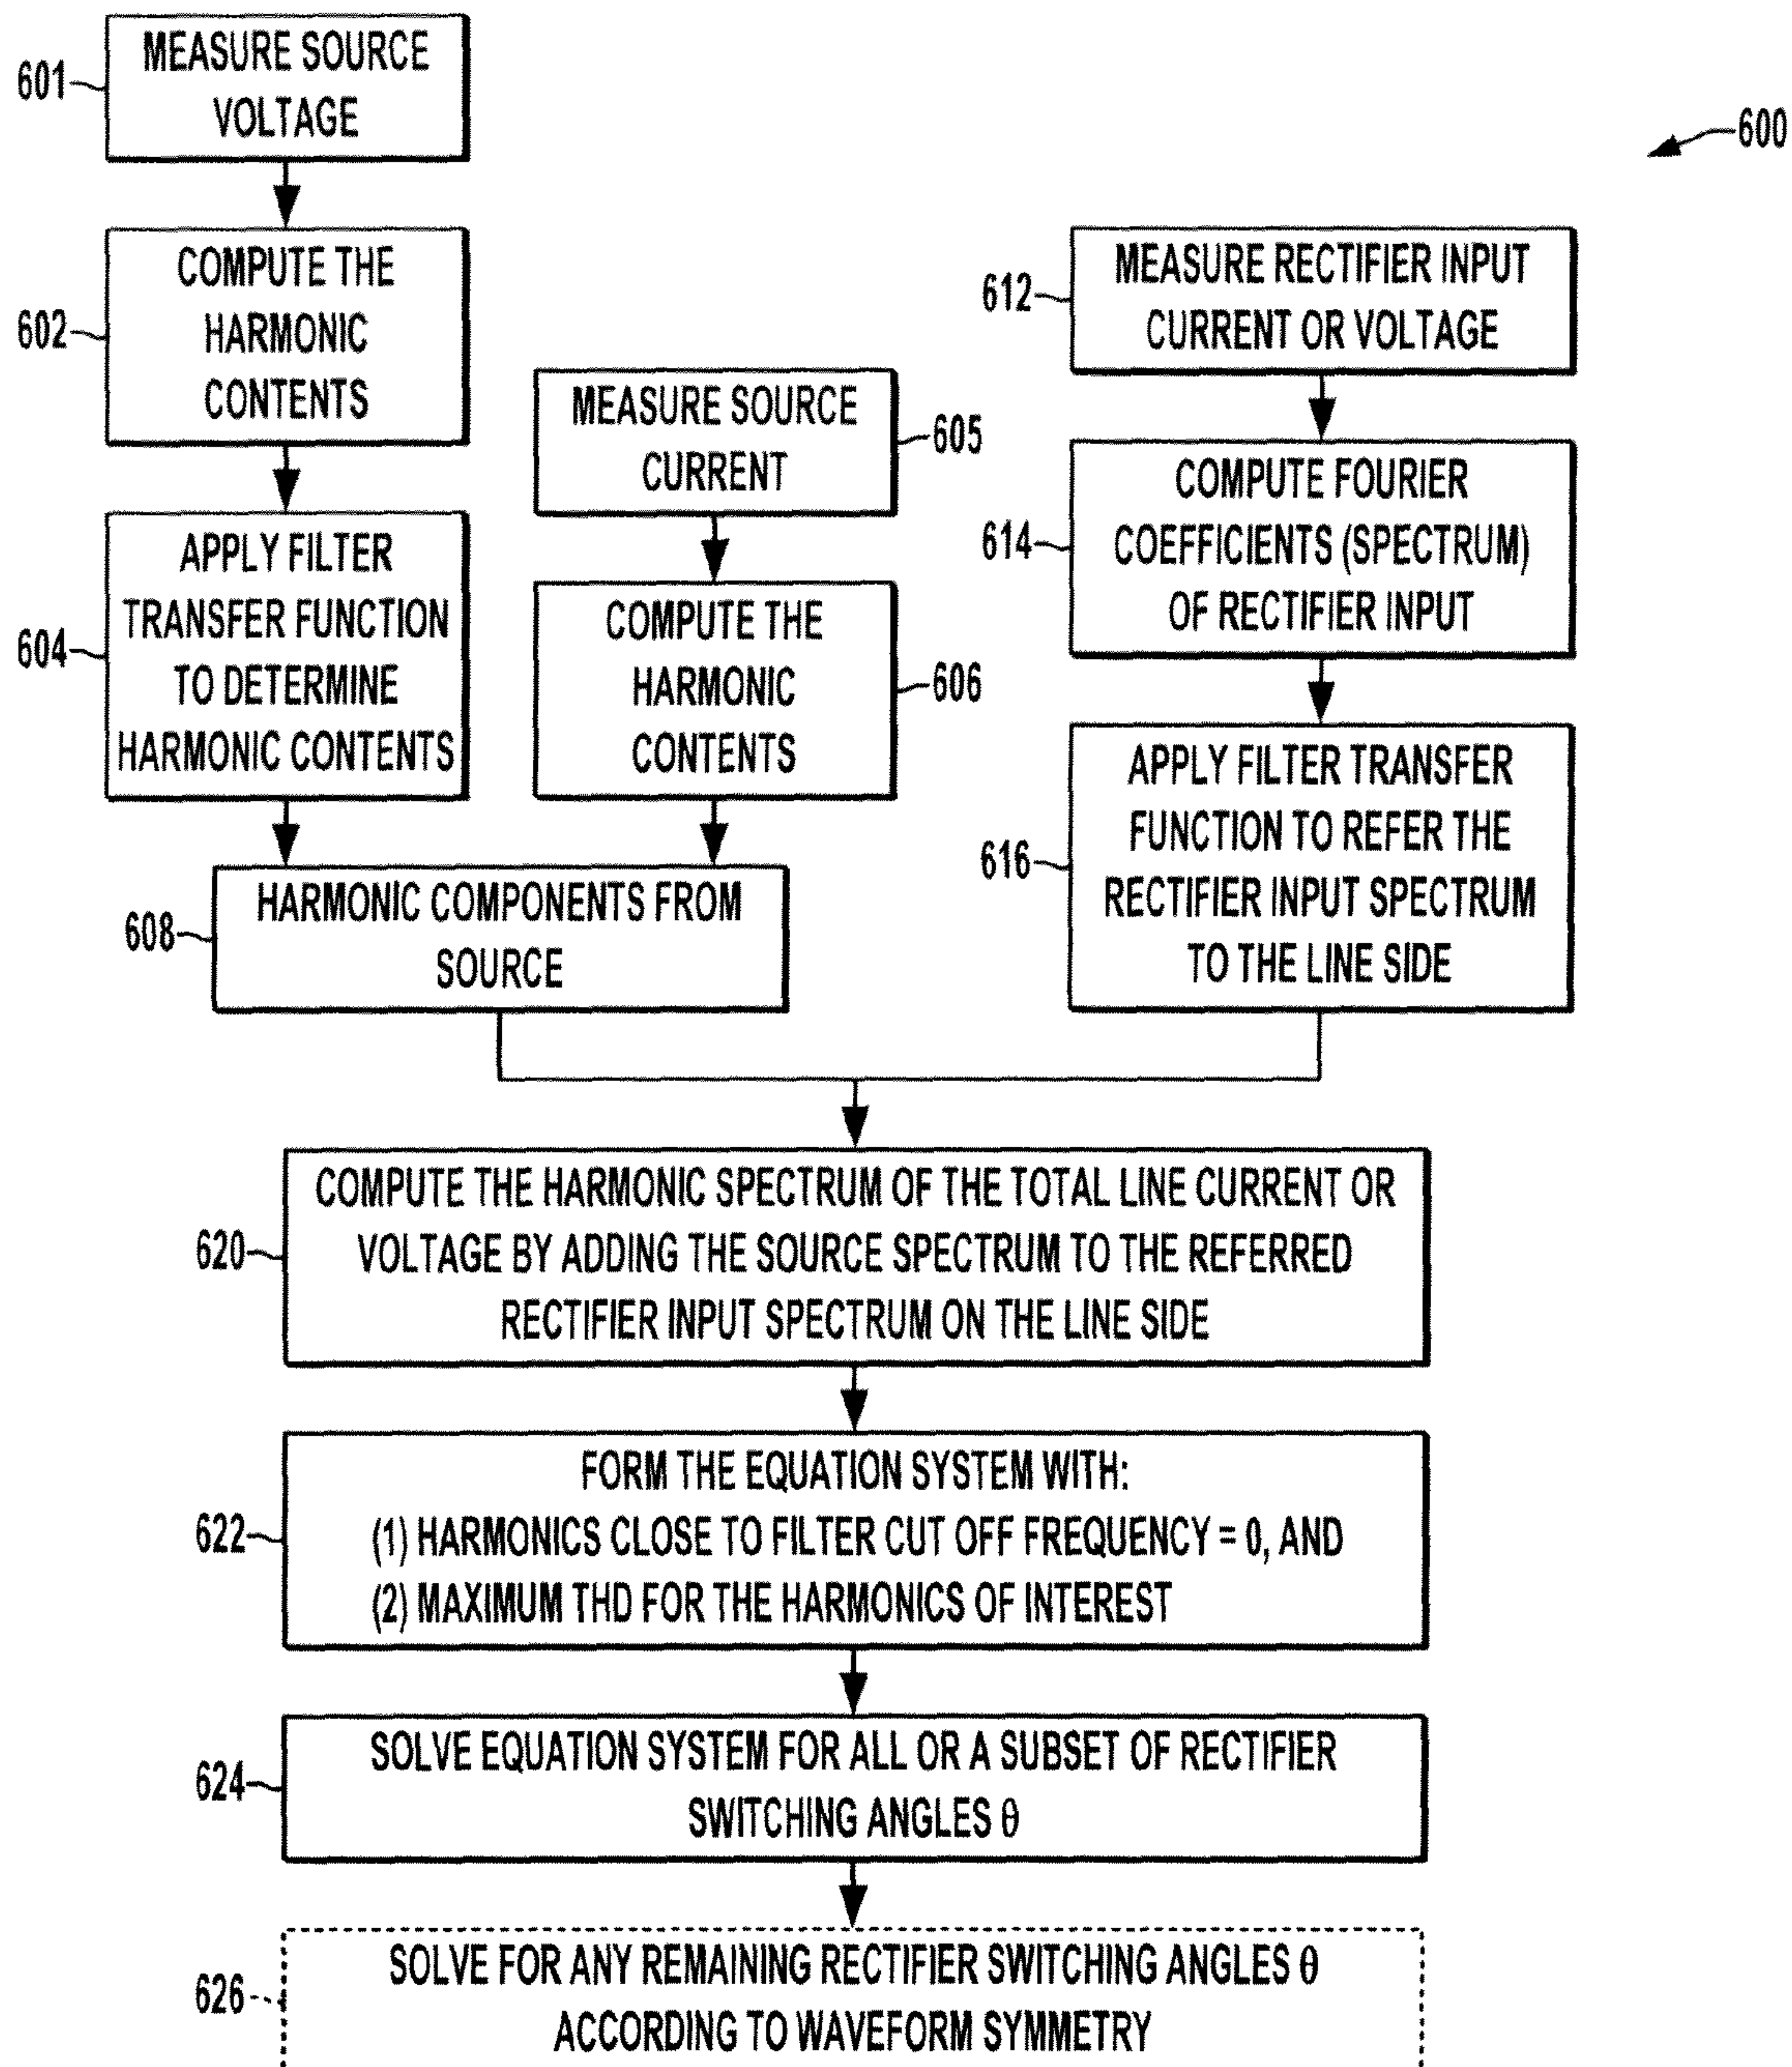 600
601
MEASURE SOURCE
VOLTAGE
602
COMPUTE THE
HARMONIC
CONTENTS
604
APPLY FILTER
TRANSFER FUNCTION
TO DETERMINE
HARMONIC CONTENTS
MEASURE SOURCE
CURRENT
605
COMPUTE THE
HARMONIC
CONTENTS
606
608
HARMONIC COMPONENTS FROM
SOURCE
612
MEASURE RECTIFIER INPUT
CURRENT OR VOLTAGE
614
COMPUTE FOURIER
COEFFICIENTS (SPECTRUM)
OF RECTIFIER INPUT
616
APPLY FILTER TRANSFER
FUNCTION TO REFER THE
RECTIFIER INPUT SPECTRUM
TO THE LINE SIDE
620
COMPUTE THE HARMONIC SPECTRUM OF THE TOTAL LINE CURRENT OR
VOLTAGE BY ADDING THE SOURCE SPECTRUM TO THE REFERRED
RECTIFIER INPUT SPECTRUM ON THE LINE SIDE
622
FORM THE EQUATION SYSTEM WITH:
(1) HARMONICS CLOSE TO FILTER CUT OFF FREQUENCY = 0, AND
(2) MAXIMUM THD FOR THE HARMONICS OF INTEREST
624
SOLVE EQUATION SYSTEM FOR ALL OR A SUBSET OF RECTIFIER
SWITCHING ANGLES θ
626
SOLVE FOR ANY REMAINING RECTIFIER SWITCHING ANGLES θ
ACCORDING TO WAVEFORM SYMMETRY